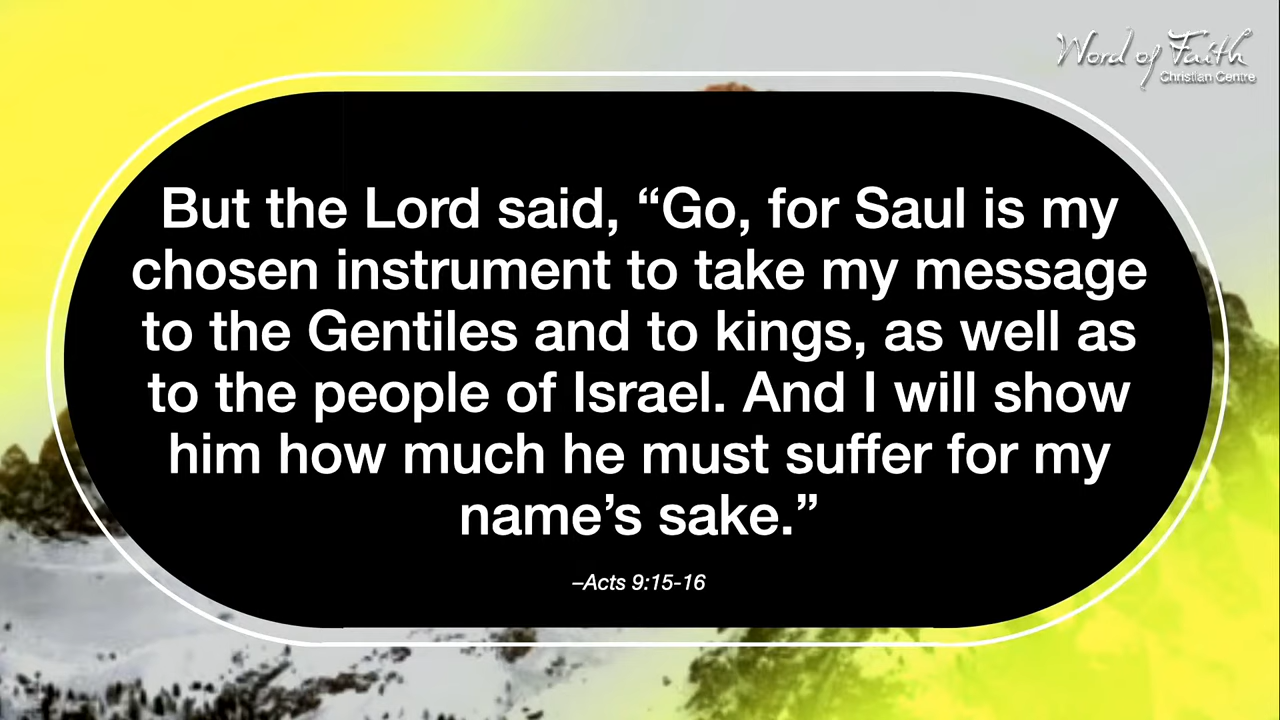 Word of Faith
Christian Centre
But the Lord said, “Go, for Saul is my
chosen instrument to take my message
to the Gentiles and to kings, as well as
to the people of Israel. And I will show
him how much he must suffer for my
name’s sake.”
–Acts 9:15-16